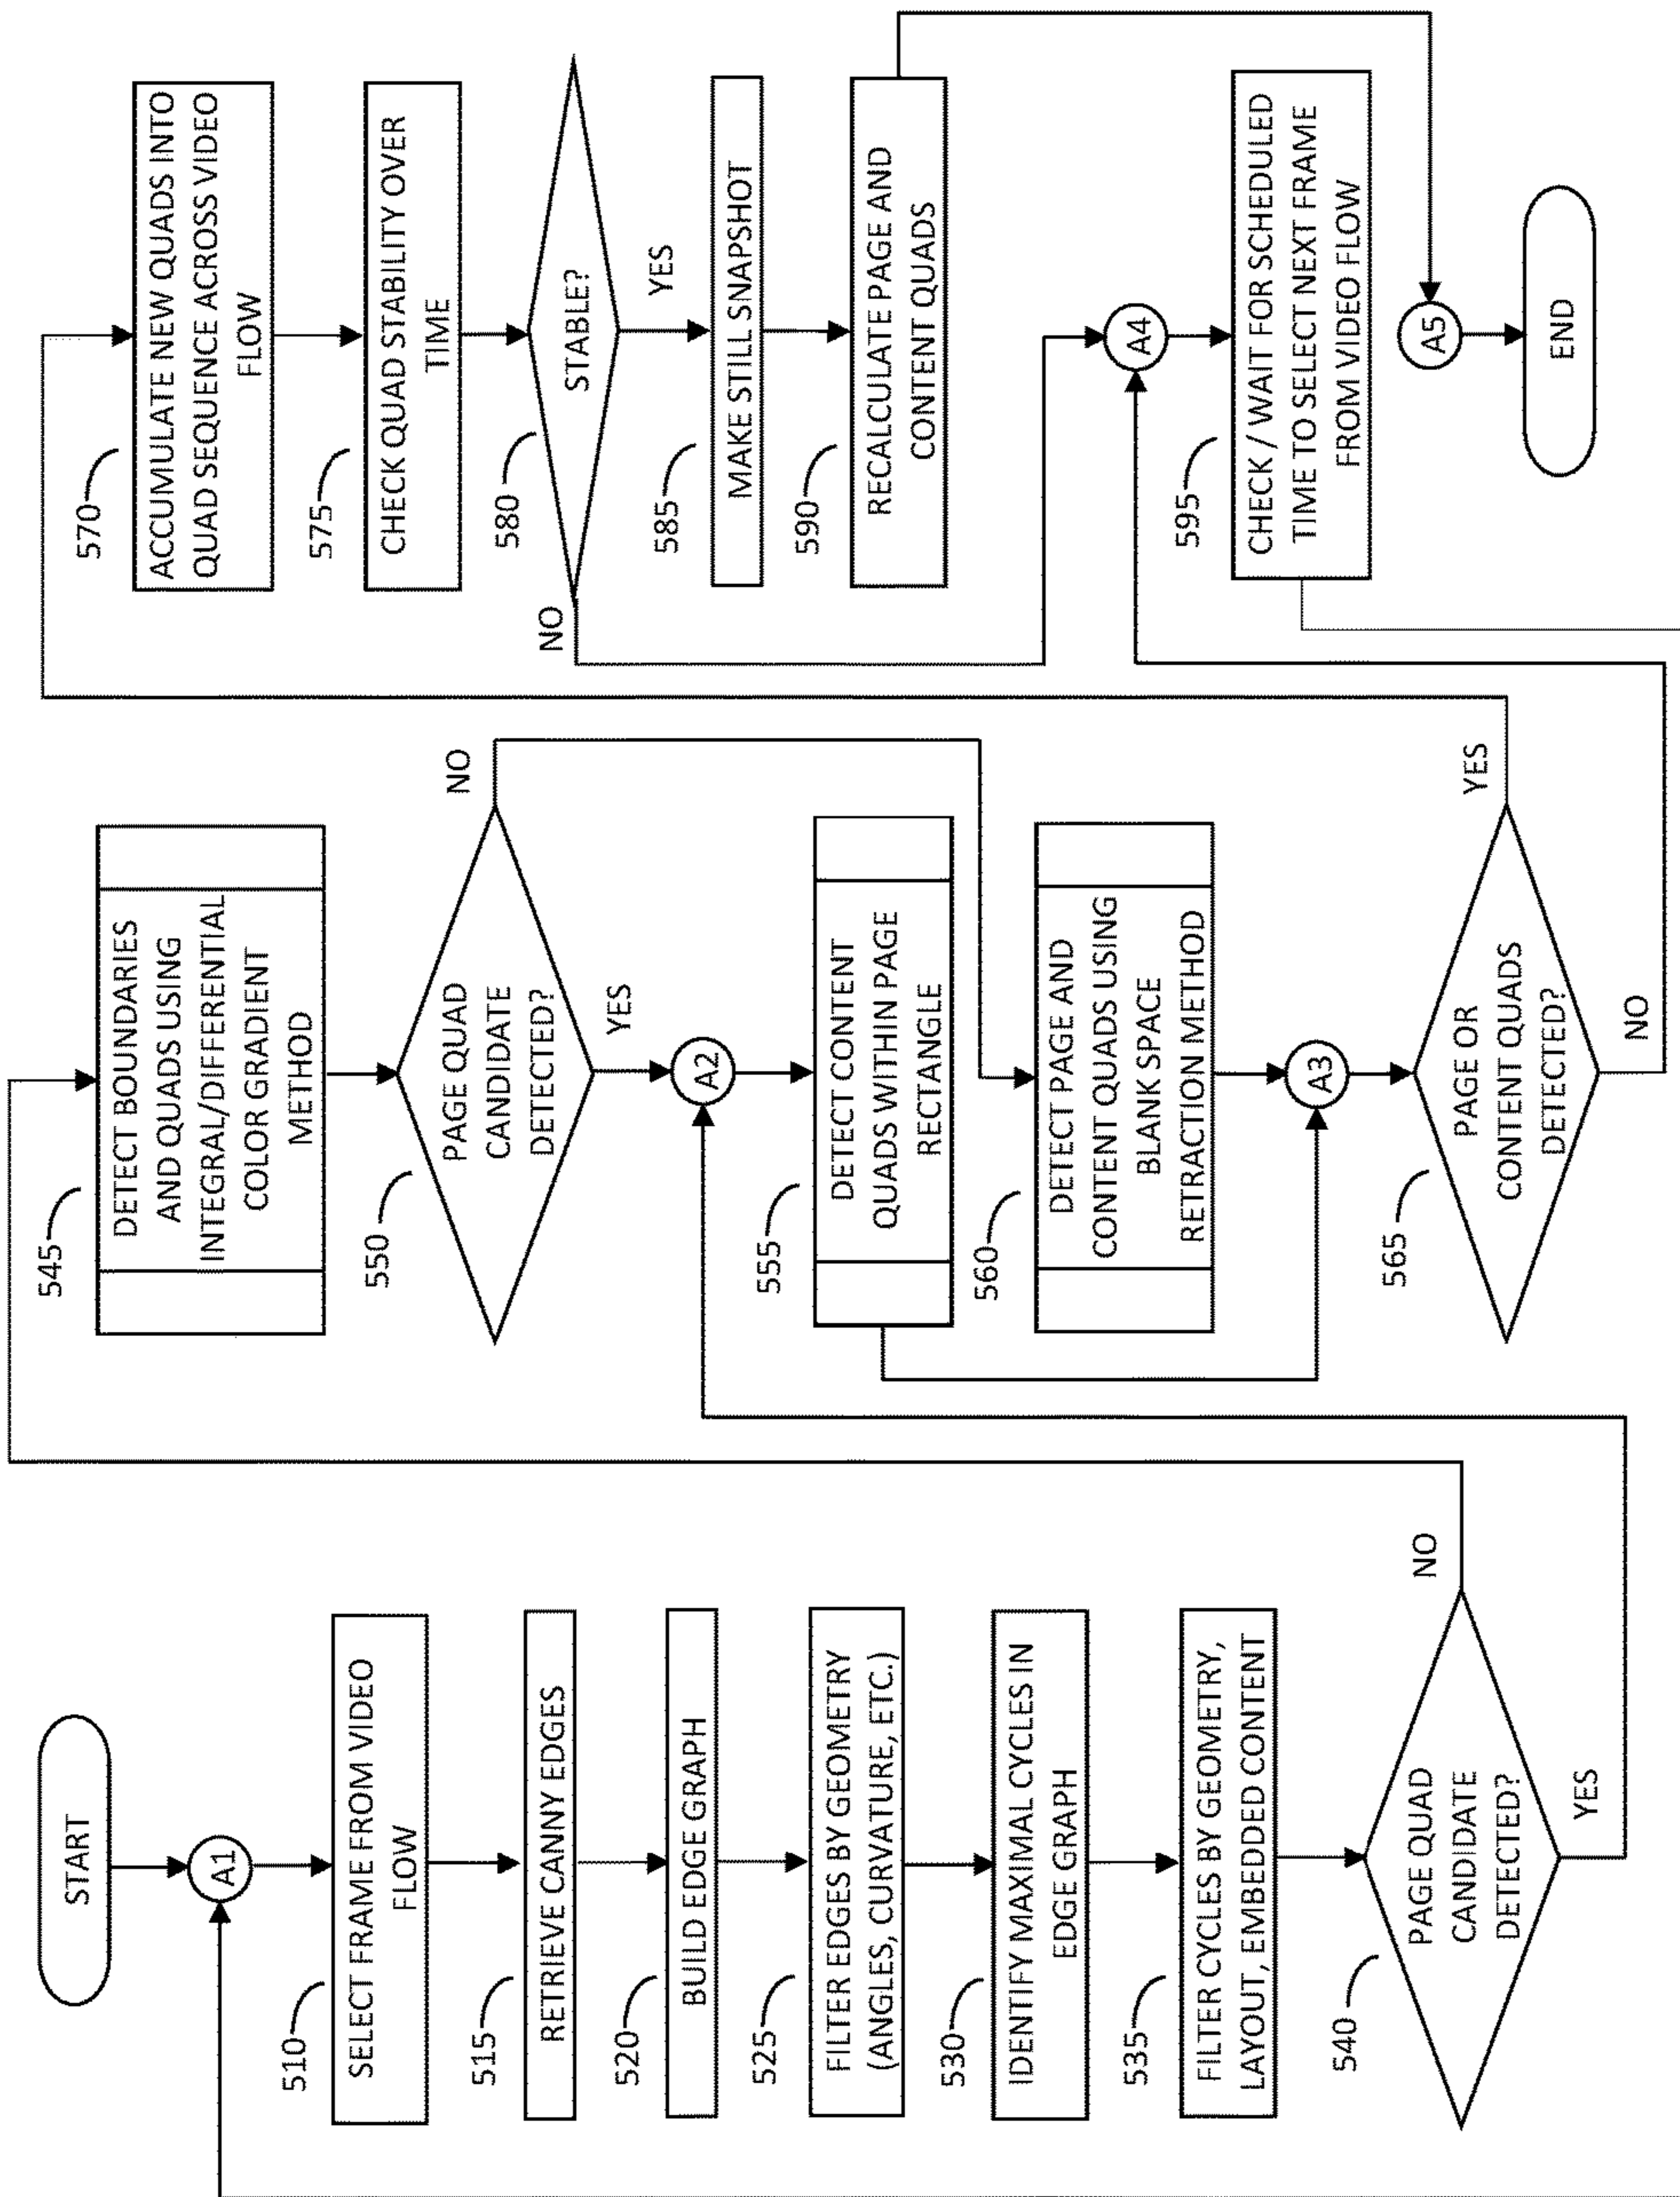 START
A1
510
SELECT FRAME FROM VIDEO
FLOW
515
RETRIEVE CANNY EDGES
520
BUILD EDGE GRAPH
525
FILTER EDGES BY GEOMETRY
(ANGLES, CURVATURE, ETC.)
530
IDENTIFY MAXIMAL CYCLES IN
EDGE GRAPH
535
FILTER CYCLES BY GEOMETRY,
LAYOUT, EMBEDDED CONTENT
540
PAGE QUAD
CANDIDATE
DETECTED?
NO
YES
545
DETECT BOUNDARIES
AND QUADS USING
INTEGRAL/DIFFERENTIAL
COLOR GRADIENT
METHOD
550
PAGE QUAD
CANDIDATE
DETECTED?
NO
YES
A2
555
DETECT CONTENT
QUADS WITHIN PAGE
RECTANGLE
560
DETECT PAGE AND
CONTENT QUADS USING
BLANK SPACE
RETRACTION METHOD
A3
565
PAGE OR
CONTENT QUADS
DETECTED?
YES
NO
570
ACCUMULATE NEW QUADS INTO
QUAD SEQUENCE ACROSS VIDEO
FLOW
575
CHECK QUAD STABILITY OVER
TIME
580
STABLE?
NO
YES
585
MAKE STILL SNAPSHOT
590
RECALCULATE PAGE AND
CONTENT QUADS
A4
595
CHECK / WAIT FOR SCHEDULED
TIME TO SELECT NEXT FRAME
FROM VIDEO FLOW
A5
END